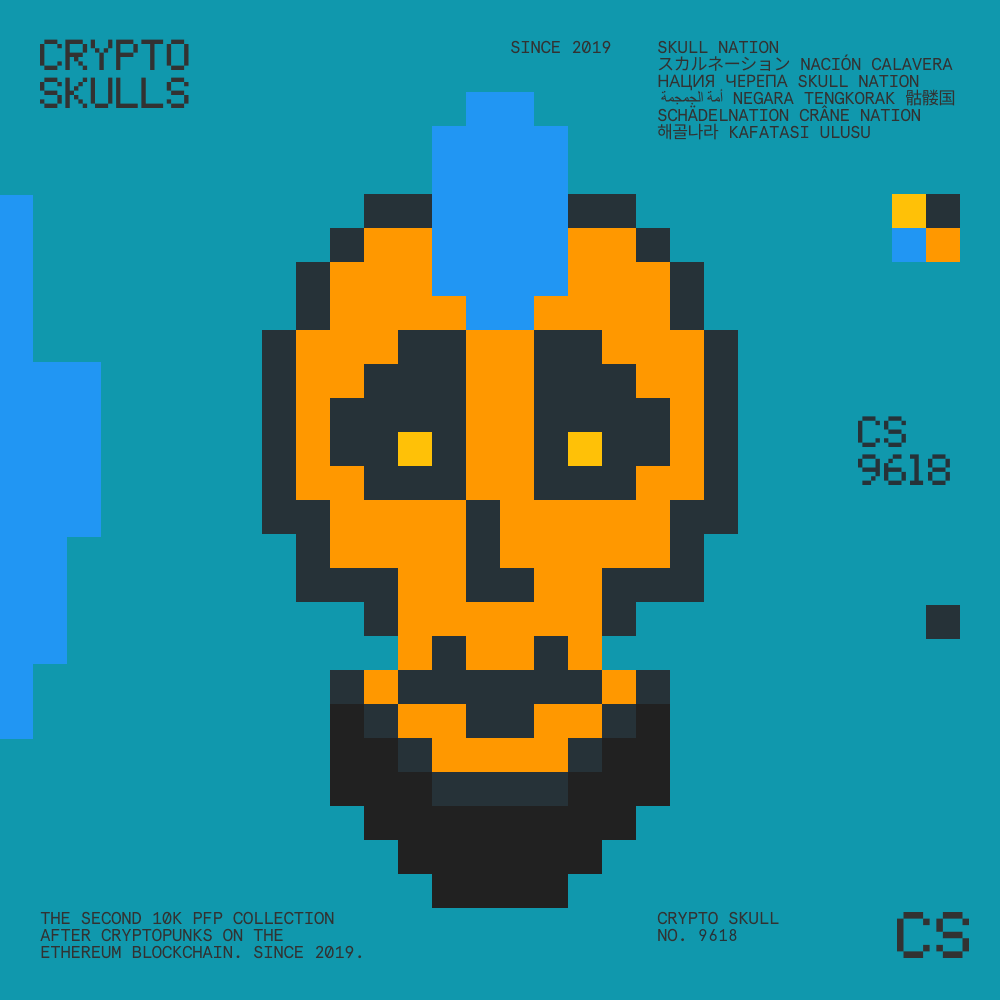 CRYPTO
SKULLS
SINCE 2019
SKULL NATION
スカルネーション NACIÓN CALAVERA
НАЦИЯ ЧЕРЕПА SKULL NATION
أمة الجمجمة NEGARA TENGKORAK 骷髅国
SCHÄDELNATION CRÂNE NATION
해골나라 KAFATASI ULUSU
CS
9618
THE SECOND 10K PFP COLLECTION
AFTER CRYPTOPUNKS ON THE
ETHEREUM BLOCKCHAIN. SINCE 2019.
CRYPTO SKULL
NO. 9618
CS